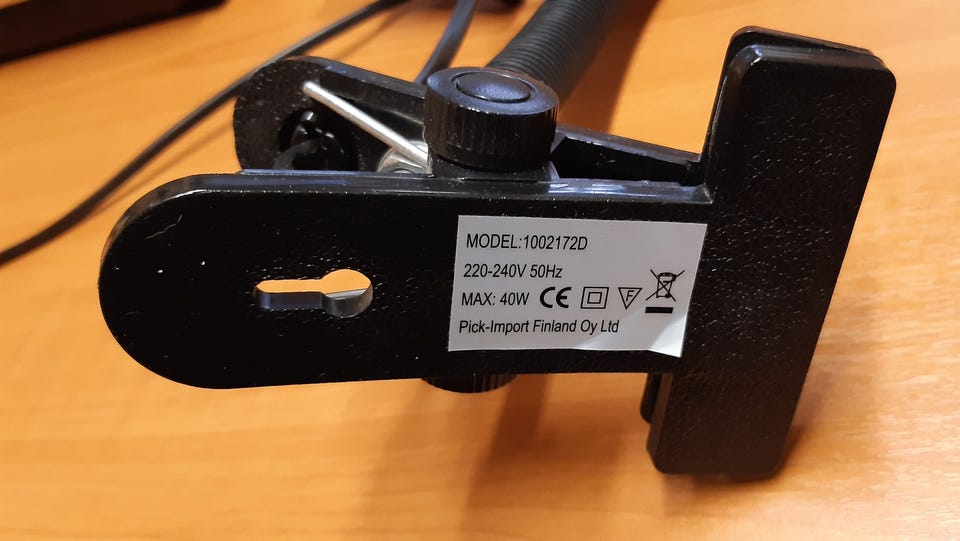 MODEL:1002172D
220-240V 50Hz
MAX: 40W CE F
Pick-Import Finland Oy Ltd